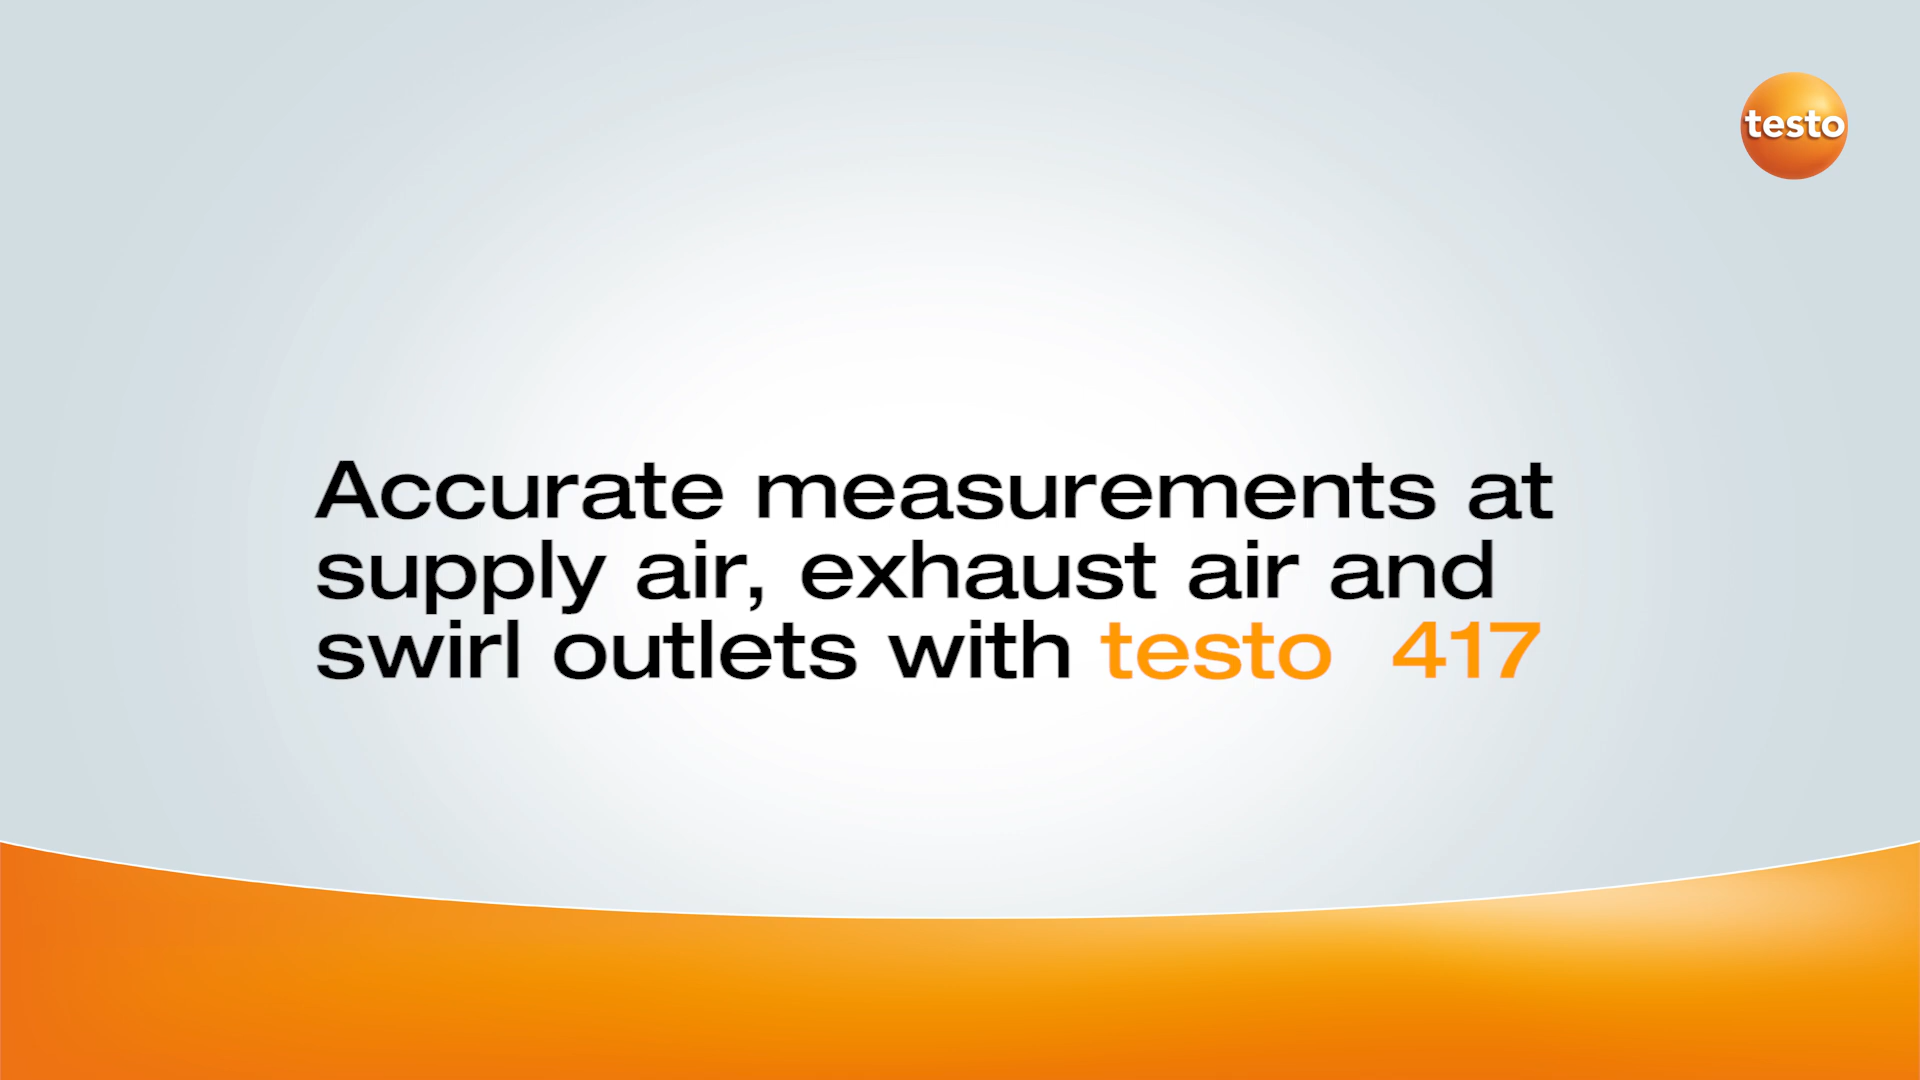 testo
Accurate measurements at
supply air, exhaust air and
swirl outlets with testo  417